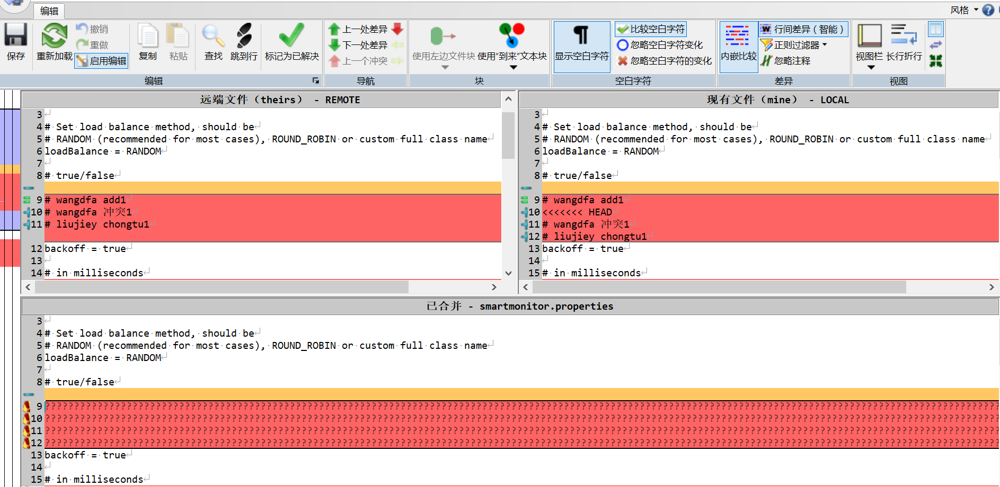 编辑
风格
保存
重新加载
撤销
重做
启用编辑
复制
粘贴
查找
跳到行
标记为已解决
编辑
上一处差异
下一处差异
上一个冲突
导航
使用左边文件块
使用"到来"文本块
块
显示空白字符
比较空白字符
忽略空白字符变化
忽略空白字符的变化
空白字符
内嵌比较
行间差异（智能）
正则过滤器
忽略注释
差异
视图栏
长行折行
视图
远端文件（theirs） - REMOTE
3
4 # Set load balance method, should be
5 # RANDOM (recommended for most cases), ROUND_ROBIN or custom full class name
6 loadBalance = RANDOM
7
8 # true/false
9 # wangdfa add1
10 # wangdfa 冲突1
11 # liujiey chongtu1
12 backoff = true
13
14 # in milliseconds
现有文件（mine） - LOCAL
3
4 # Set load balance method, should be
5 # RANDOM (recommended for most cases), ROUND_ROBIN or custom full class name
6 loadBalance = RANDOM
7
8 # true/false
9 # wangdfa add1
10 <<<<<<< HEAD
11 # wangdfa 冲突1
12 # liujiey chongtu1
13 backoff = true
14
15 # in milliseconds
已合并 - smartmonitor.properties
3
4 # Set load balance method, should be
5 # RANDOM (recommended for most cases), ROUND_ROBIN or custom full class name
6 loadBalance = RANDOM
7
8 # true/false
9
10
11
12
13 backoff = true
14
15 # in milliseconds